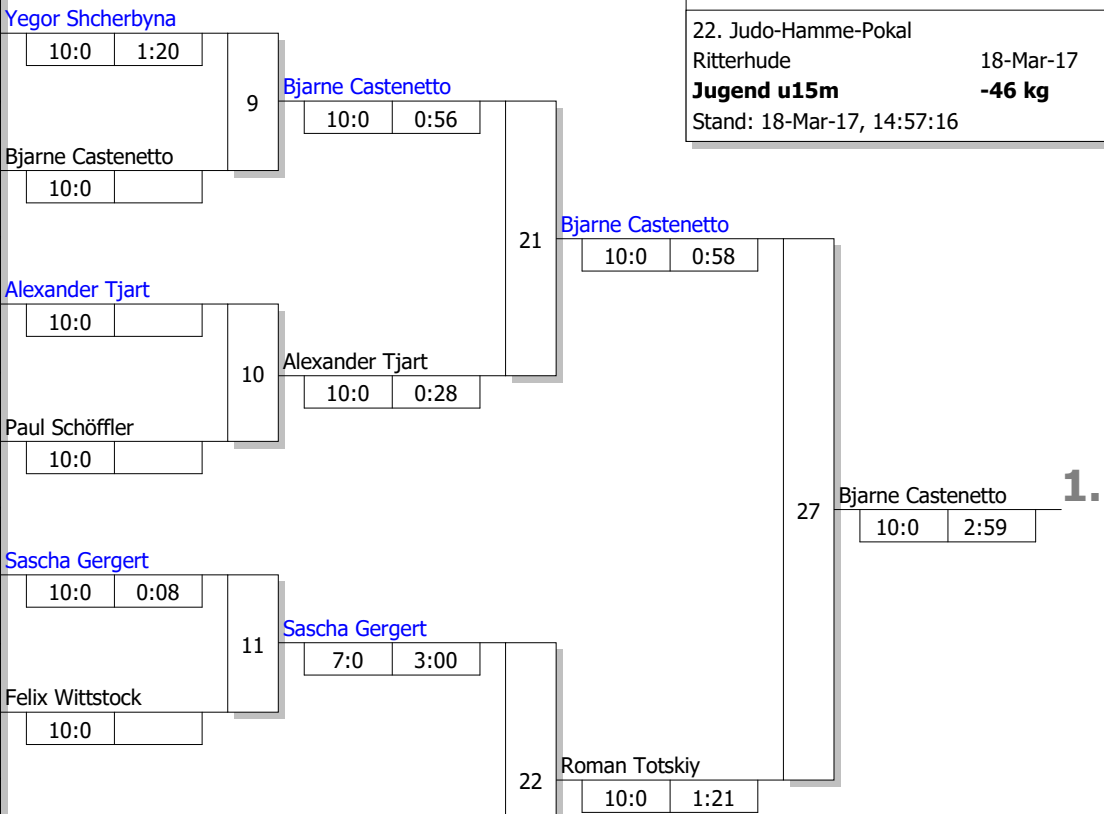 22. Judo-Hamme-Pokal
Ritterhude 18-Mar-17
Jugend u15m -46 kg
Stand: 18-Mar-17, 14:57:16
Yegor Shcherbyna
10:0 1:20
9
Bjarne Castenetto
10:0
Bjarne Castenetto
10:0 0:56
Alexander Tjart
10:0
10
Paul Schöffler
10:0
Alexander Tjart
10:0 0:28
21
Bjarne Castenetto
10:0 0:58
Sascha Gergert
10:0 0:08
11
Felix Wittstock
10:0
Sascha Gergert
7:0 3:00
22
Roman Totskiy
10:0 1:21
27
Bjarne Castenetto 1.
10:0 2:59